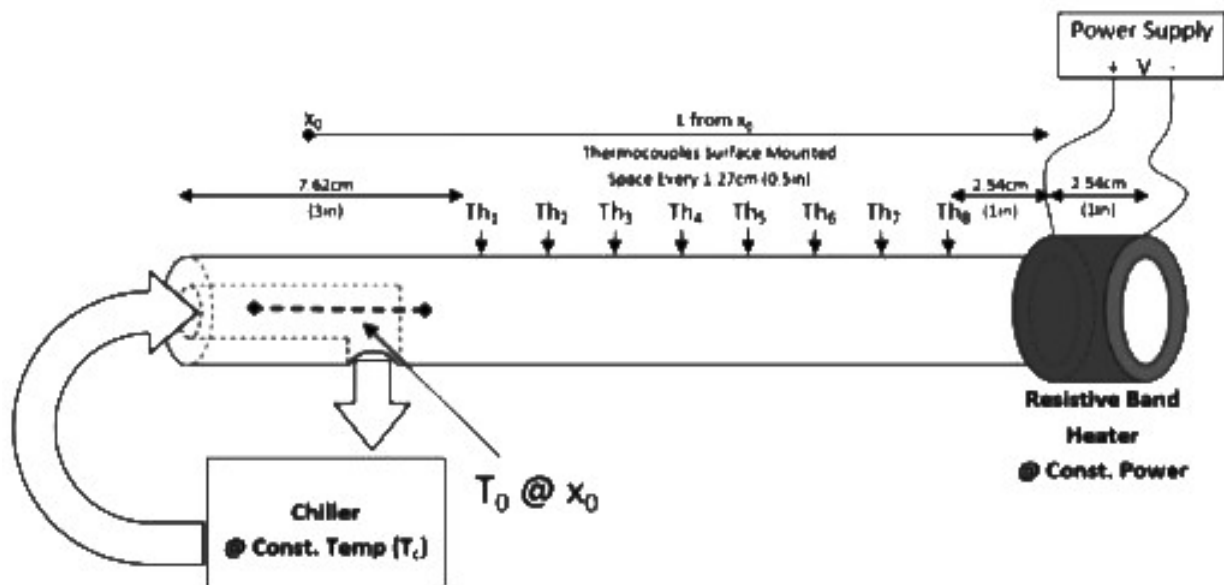 Power Supply
+ V -
x₀
L from x₀
Thermocouples Surface Mounted
Space Every 1.27cm (0.5in)
7.62cm
(3in)
2.54cm
(1in)
2.54cm
(1in)
Th₁ Th₂ Th₃ Th₄ Th₅ Th₆ Th₇ Th₈
Resistive Band
Heater
@ Const. Power
T₀ @ x₀
Chiller
@ Const. Temp (T꜀)